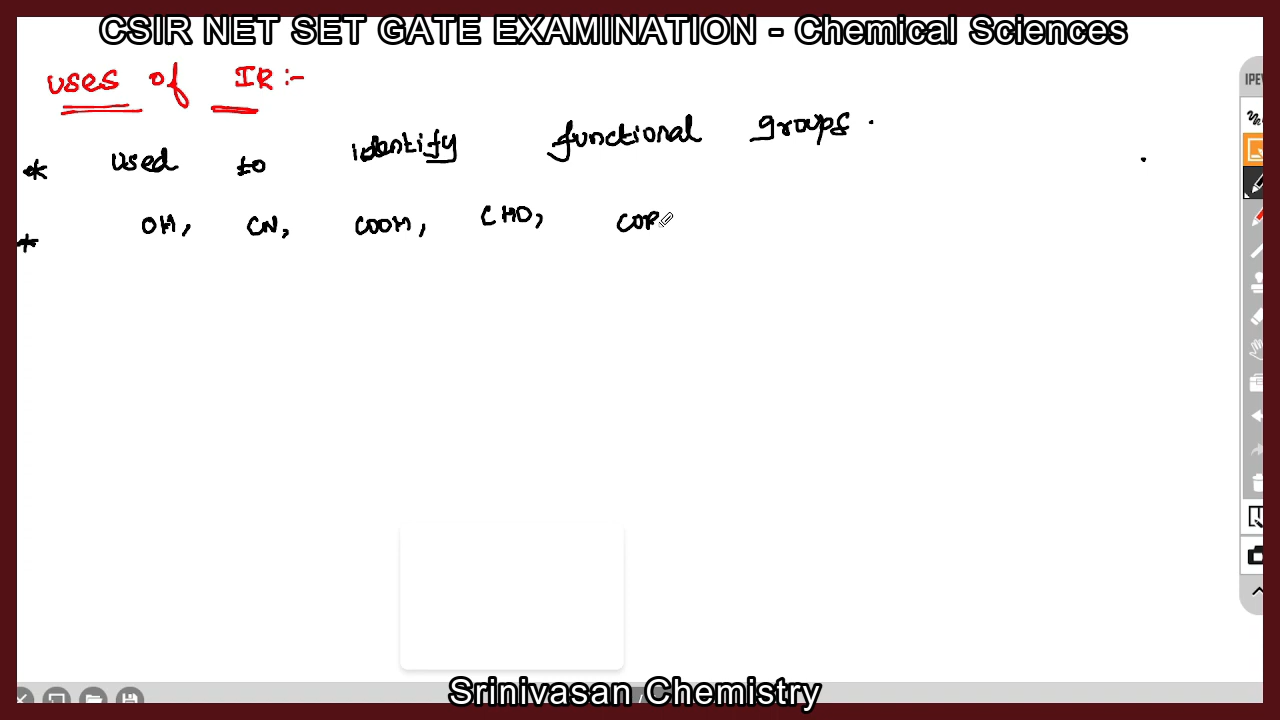 CSIR NET SET GATE EXAMINATION - Chemical Sciences
uses of IR :-
* used to identify functional groups.
* OH, CN, COOH, CHO, COR
Srinivasan Chemistry